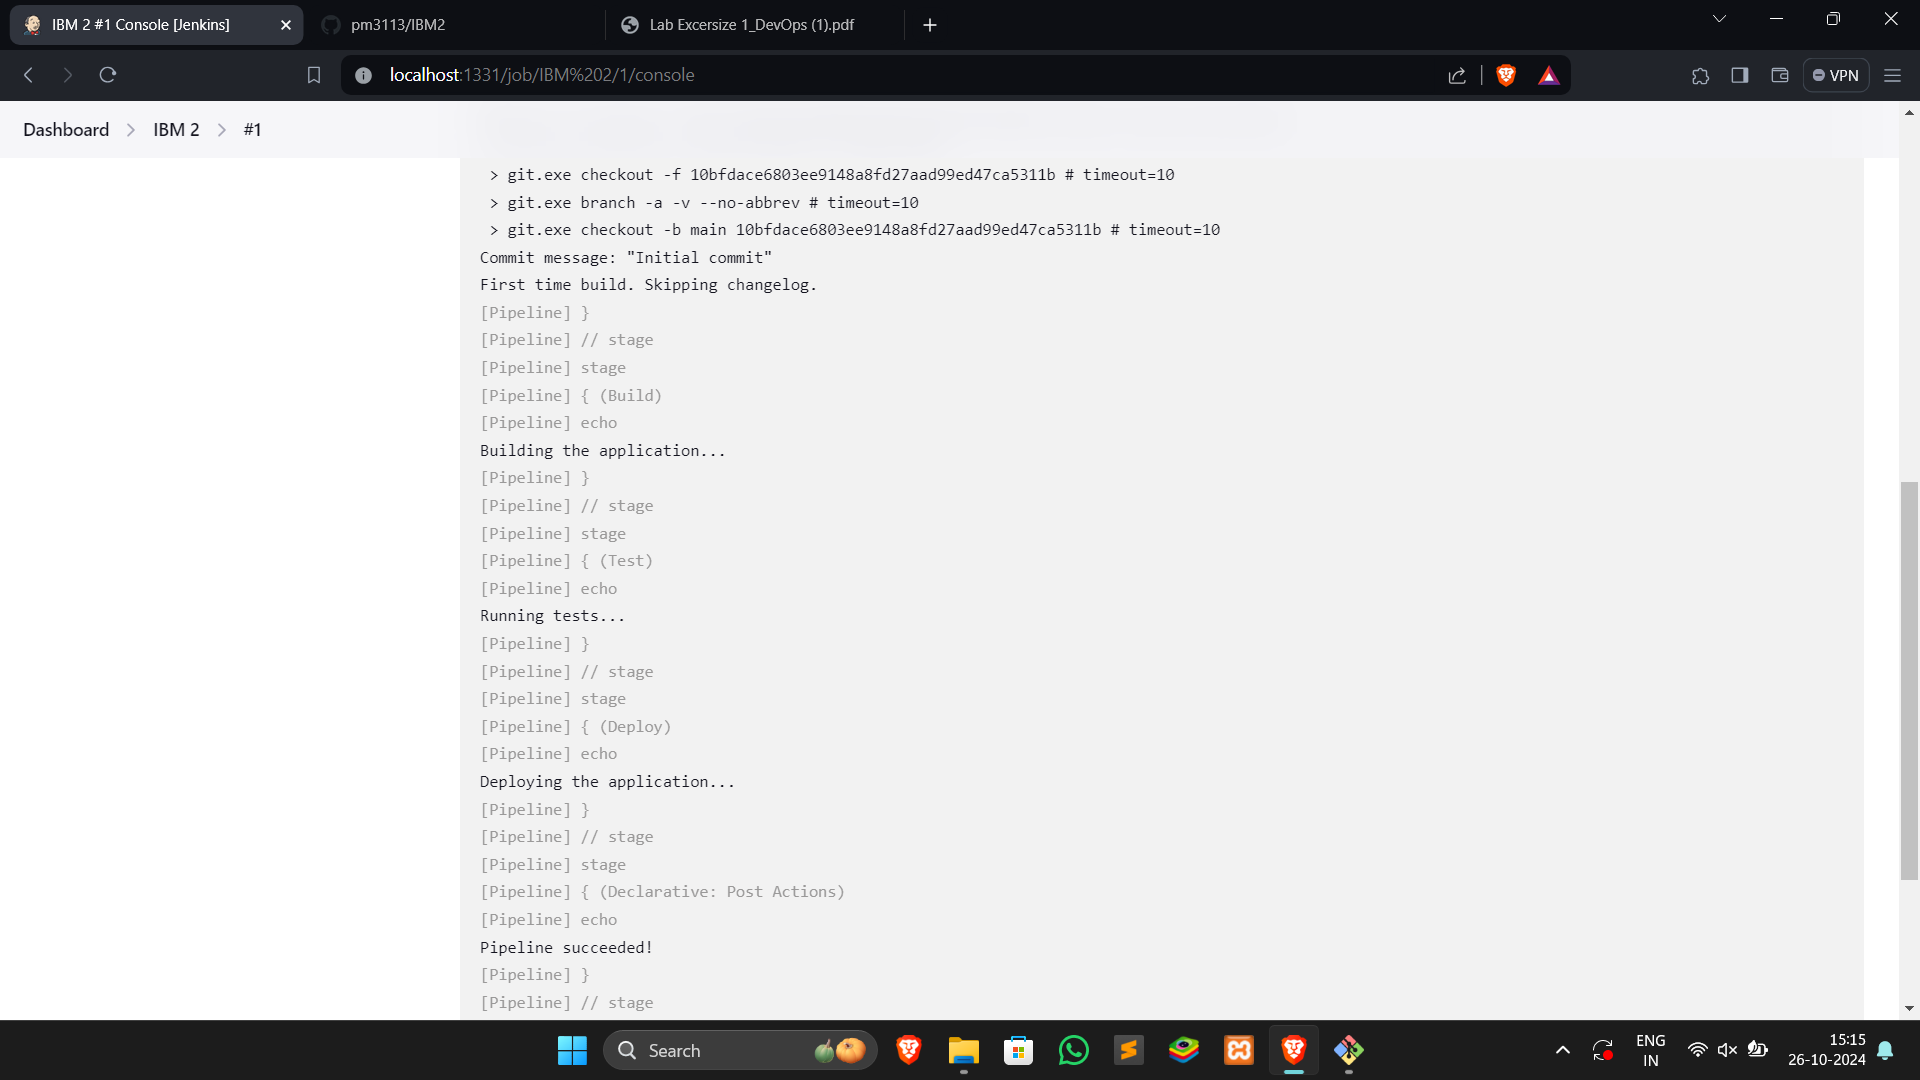 IBM 2 #1 Console [Jenkins]
pm3113/IBM2
Lab Excersize 1_DevOps (1).pdf
localhost:1331/job/IBM%202/1/console
VPN
Dashboard > IBM 2 > #1
> git.exe checkout -f 10bfdace6803ee9148a8fd27aad99ed47ca5311b # timeout=10
> git.exe branch -a -v --no-abbrev # timeout=10
> git.exe checkout -b main 10bfdace6803ee9148a8fd27aad99ed47ca5311b # timeout=10
Commit message: "Initial commit"
First time build. Skipping changelog.
[Pipeline] }
[Pipeline] // stage
[Pipeline] stage
[Pipeline] { (Build)
[Pipeline] echo
Building the application...
[Pipeline] }
[Pipeline] // stage
[Pipeline] stage
[Pipeline] { (Test)
[Pipeline] echo
Running tests...
[Pipeline] }
[Pipeline] // stage
[Pipeline] stage
[Pipeline] { (Deploy)
[Pipeline] echo
Deploying the application...
[Pipeline] }
[Pipeline] // stage
[Pipeline] stage
[Pipeline] { (Declarative: Post Actions)
[Pipeline] echo
Pipeline succeeded!
[Pipeline] }
[Pipeline] // stage
Search
ENG
IN
15:15
26-10-2024